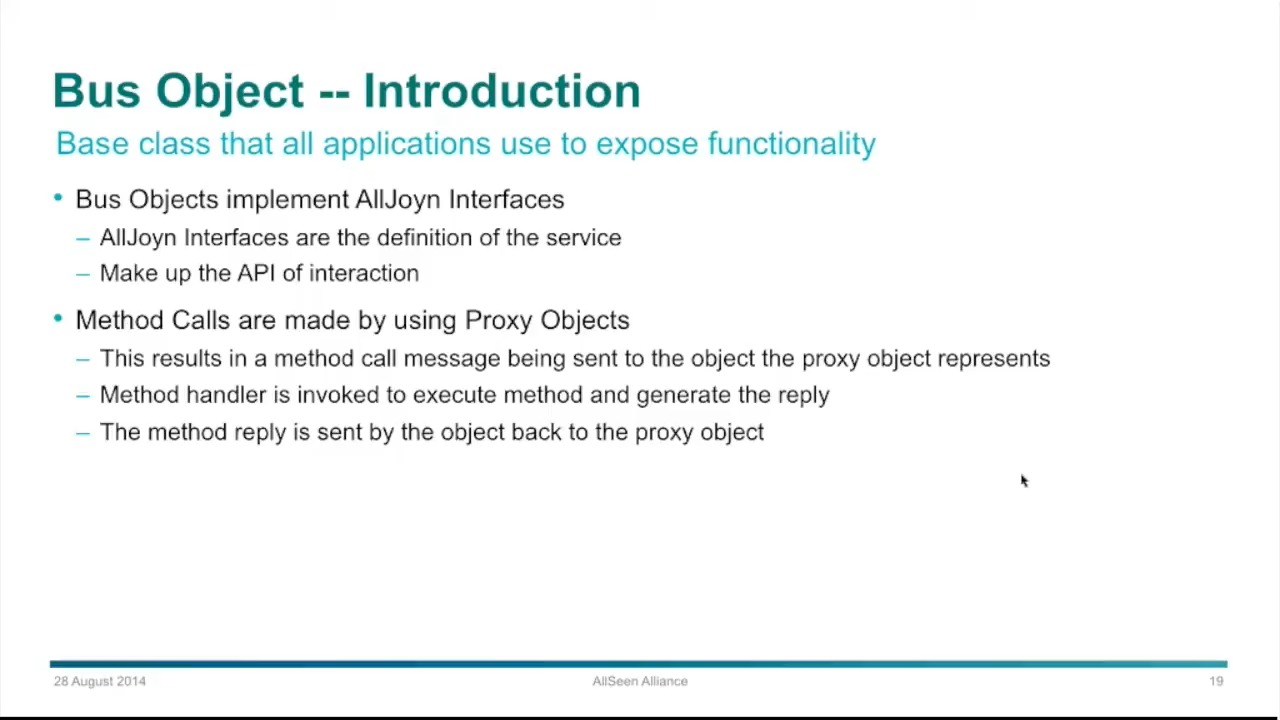 Bus Object -- Introduction
Base class that all applications use to expose functionality
• Bus Objects implement AllJoyn Interfaces
– AllJoyn Interfaces are the definition of the service
– Make up the API of interaction
• Method Calls are made by using Proxy Objects
– This results in a method call message being sent to the object the proxy object represents
– Method handler is invoked to execute method and generate the reply
– The method reply is sent by the object back to the proxy object
28 August 2014
AllSeen Alliance
19